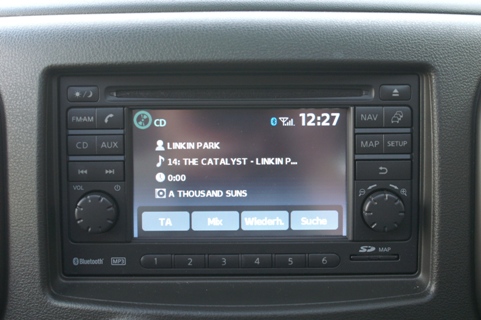 CD 12:27
FM·AM NAV
LINKIN PARK
CD AUX 14: THE CATALYST - LINKIN P... MAP SETUP
0:00
A THOUSAND SUNS
VOL
TA Mix Wiederh. Suche
Bluetooth MP3 1 2 3 4 5 6 SD MAP